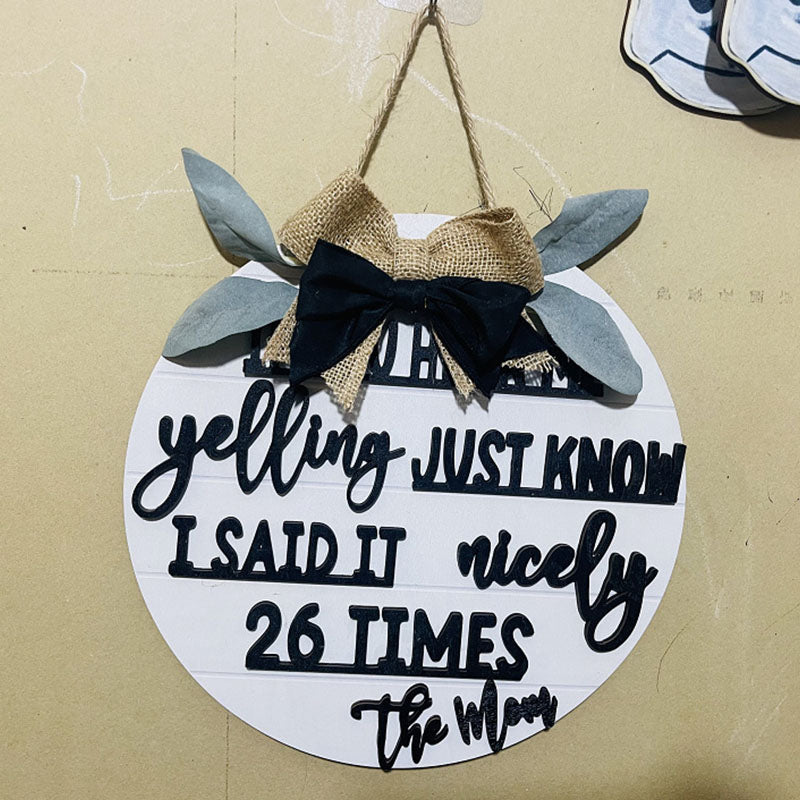 yelling JUST KNOW
I SAID IT nicely
26 TIMES
the Mom